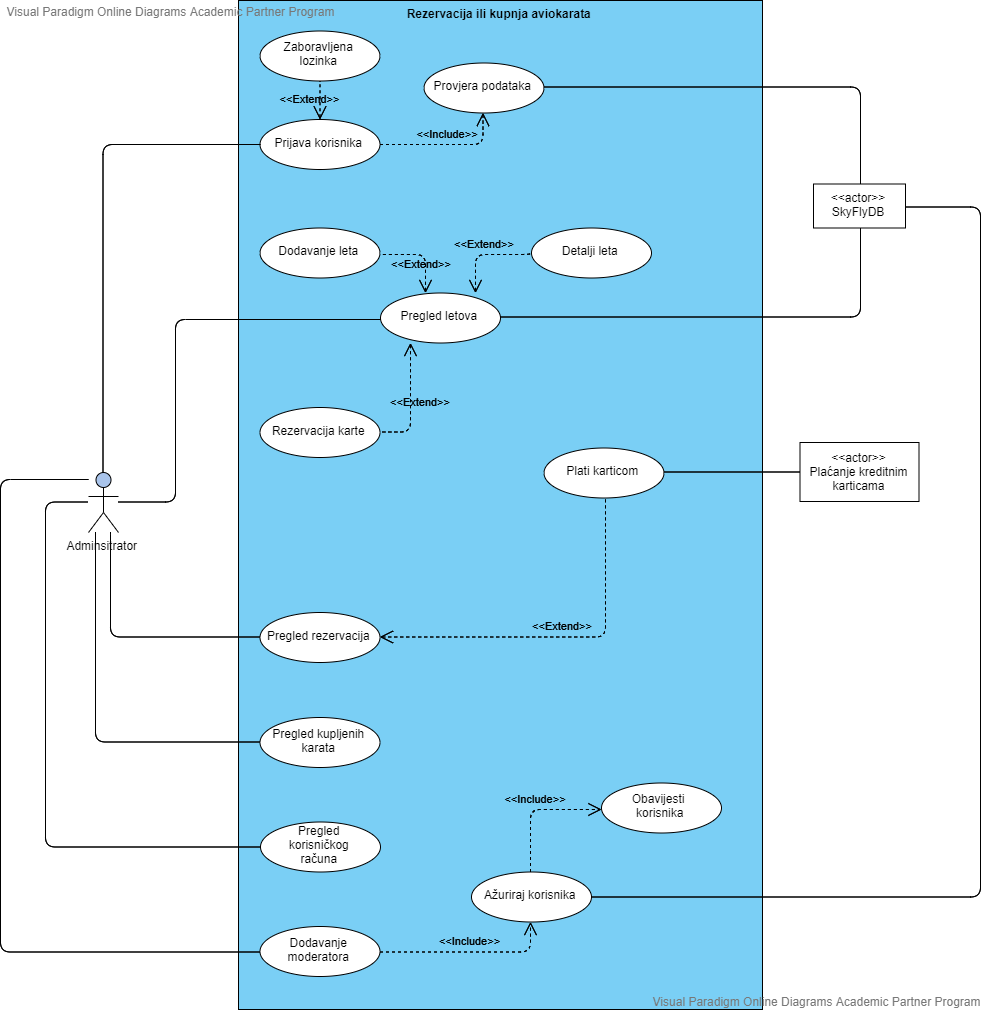 Visual Paradigm Online Diagrams Academic Partner Program
Rezervacija ili kupnja aviokarata
Zaboravljena
lozinka
Provjera podataka
<<Extend>>
<<Include>>
Prijava korisnika
<<actor>>
SkyFlyDB
Dodavanje leta
<<Extend>>
Detalji leta
<<Extend>>
Pregled letova
<<Extend>>
Rezervacija karte
Plati karticom
<<actor>>
Plaćanje kreditnim
karticama
Adminsitrator
<<Extend>>
Pregled rezervacija
Pregled kupljenih
karata
<<Include>>
Obavijesti
korisnika
Pregled
korisničkog
računa
Ažuriraj korisnika
Dodavanje
moderatora
<<Include>>
Visual Paradigm Online Diagrams Academic Partner Program